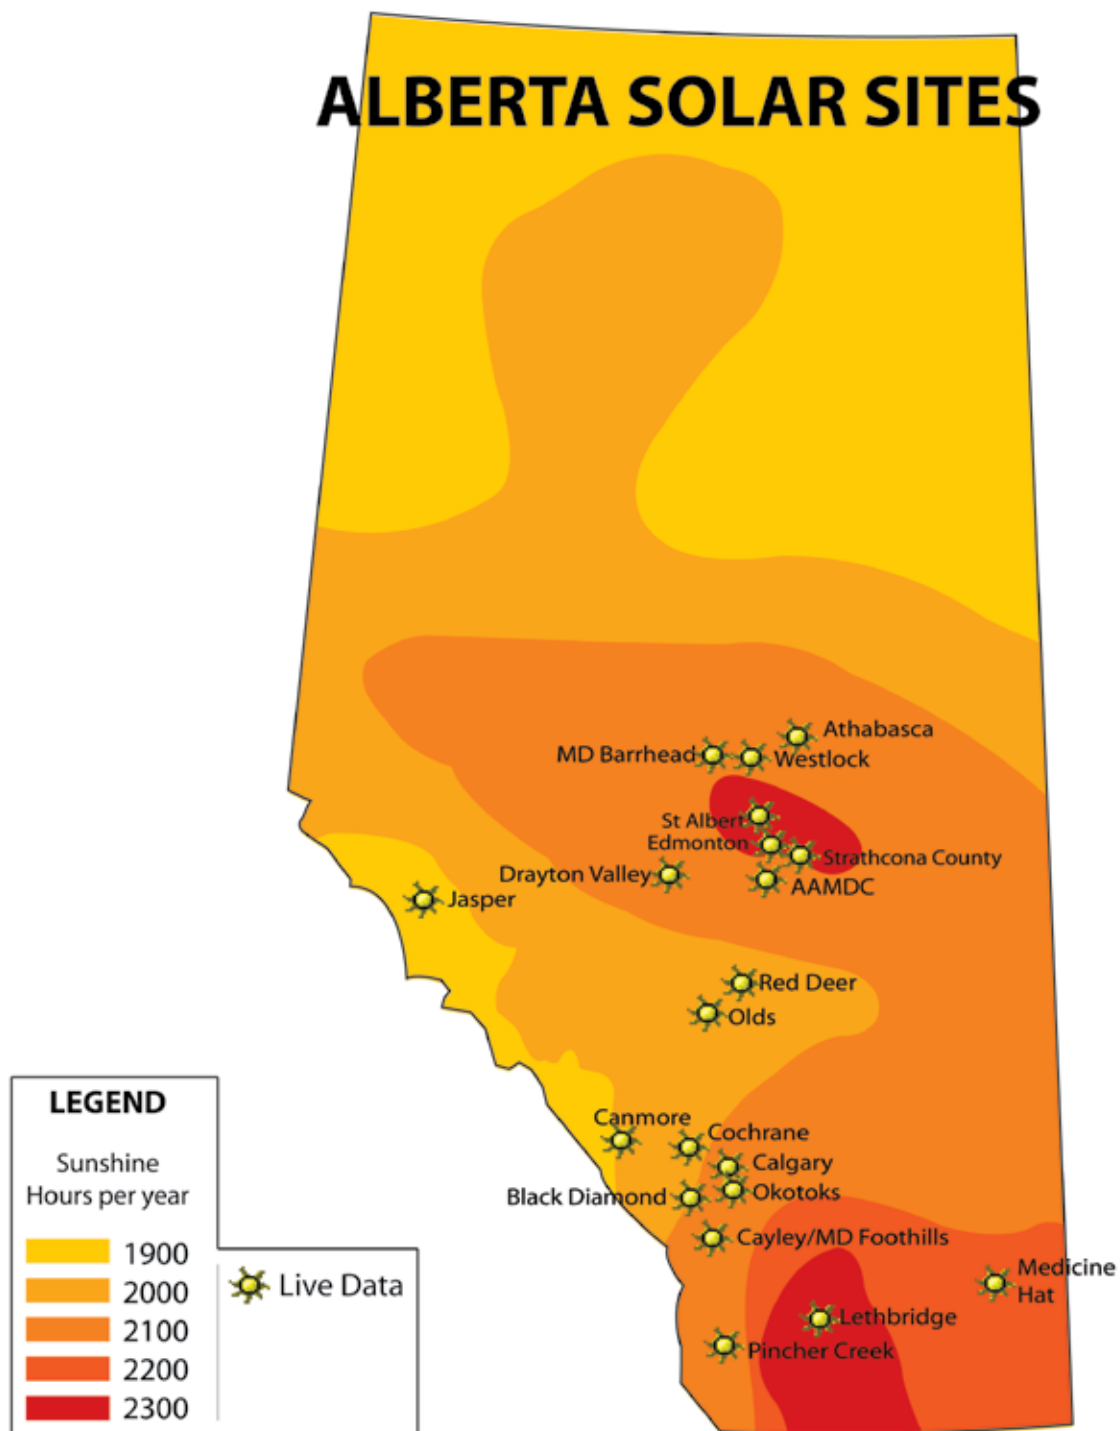 ALBERTA SOLAR SITES
Athabasca
MD Barrhead
Westlock
St Albert
Edmonton
Strathcona County
Drayton Valley
AAMDC
Jasper
Red Deer
Olds
Canmore
Cochrane
Calgary
Black Diamond
Okotoks
Cayley/MD Foothills
Medicine
Hat
Lethbridge
Pincher Creek
LEGEND
Sunshine
Hours per year
1900
2000
2100
2200
2300
Live Data